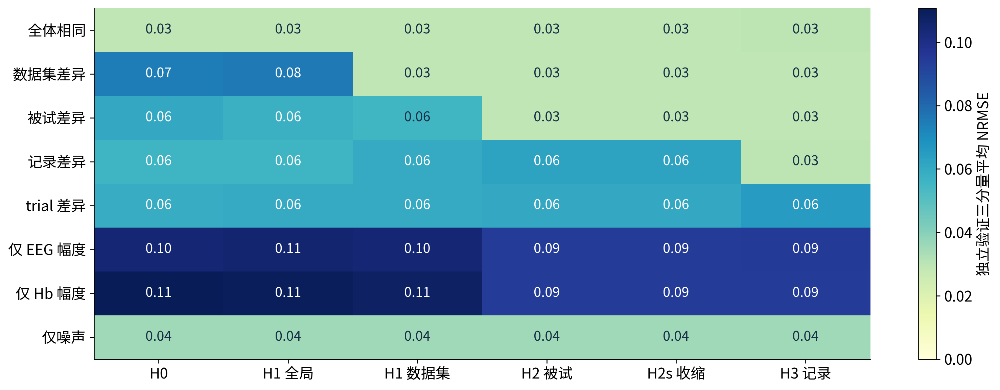 全体相同 0.03 0.03 0.03 0.03 0.03 0.03
数据集差异 0.07 0.08 0.03 0.03 0.03 0.03
被试差异 0.06 0.06 0.06 0.03 0.03 0.03
记录差异 0.06 0.06 0.06 0.06 0.06 0.03
trial 差异 0.06 0.06 0.06 0.06 0.06 0.06
仅 EEG 幅度 0.10 0.11 0.10 0.09 0.09 0.09
仅 Hb 幅度 0.11 0.11 0.11 0.09 0.09 0.09
仅噪声 0.04 0.04 0.04 0.04 0.04 0.04
H0 H1 全局 H1 数据集 H2 被试 H2s 收缩 H3 记录
0.10
0.08
0.06
0.04
0.02
0.00
独立验证三分量平均 NRMSE